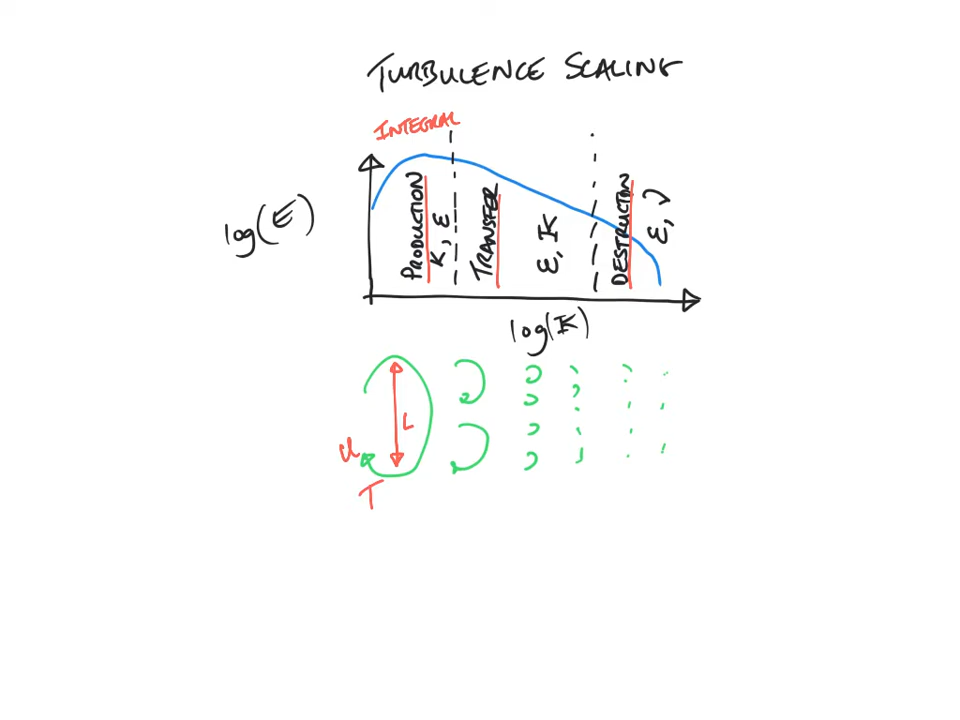 TURBULENCE SCALING
INTEGRAL
log(E)
PRODUCTION
K, ε
TRANSFER
ε, K
DESTRUCTION
ε, ν
log(K)
L
u
T